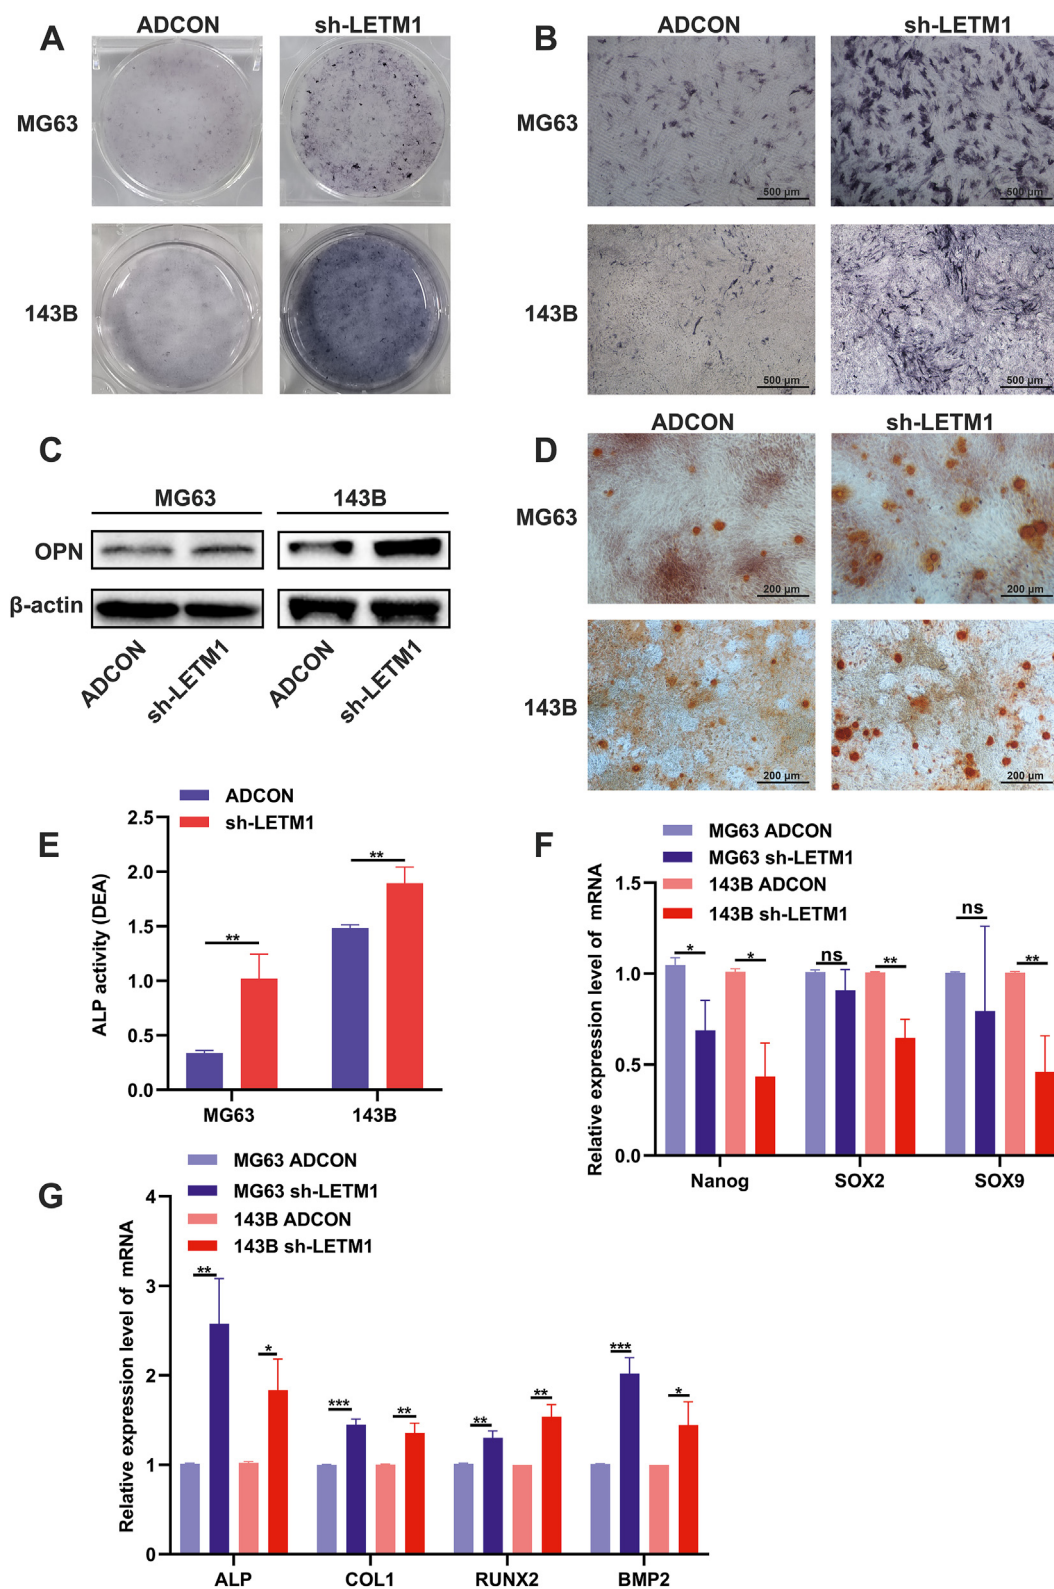 A
ADCON
sh-LETM1
MG63
143B
B
ADCON
sh-LETM1
MG63
500 μm
500 μm
143B
500 μm
500 μm
C
MG63
143B
OPN
β-actin
ADCON
sh-LETM1
ADCON
sh-LETM1
D
ADCON
sh-LETM1
MG63
200 μm
200 μm
143B
200 μm
200 μm
E
ADCON
sh-LETM1
ALP activity (DEA)
2.5
2.0
1.5
1.0
0.5
0.0
**
**
MG63
143B
F
MG63 ADCON
MG63 sh-LETM1
143B ADCON
143B sh-LETM1
Relative expression level of mRNA
1.5
1.0
0.5
0.0
*
*
ns
**
ns
**
Nanog
SOX2
SOX9
G
MG63 ADCON
MG63 sh-LETM1
143B ADCON
143B sh-LETM1
Relative expression level of mRNA
4
3
2
1
0
**
*
***
**
**
**
***
*
ALP
COL1
RUNX2
BMP2